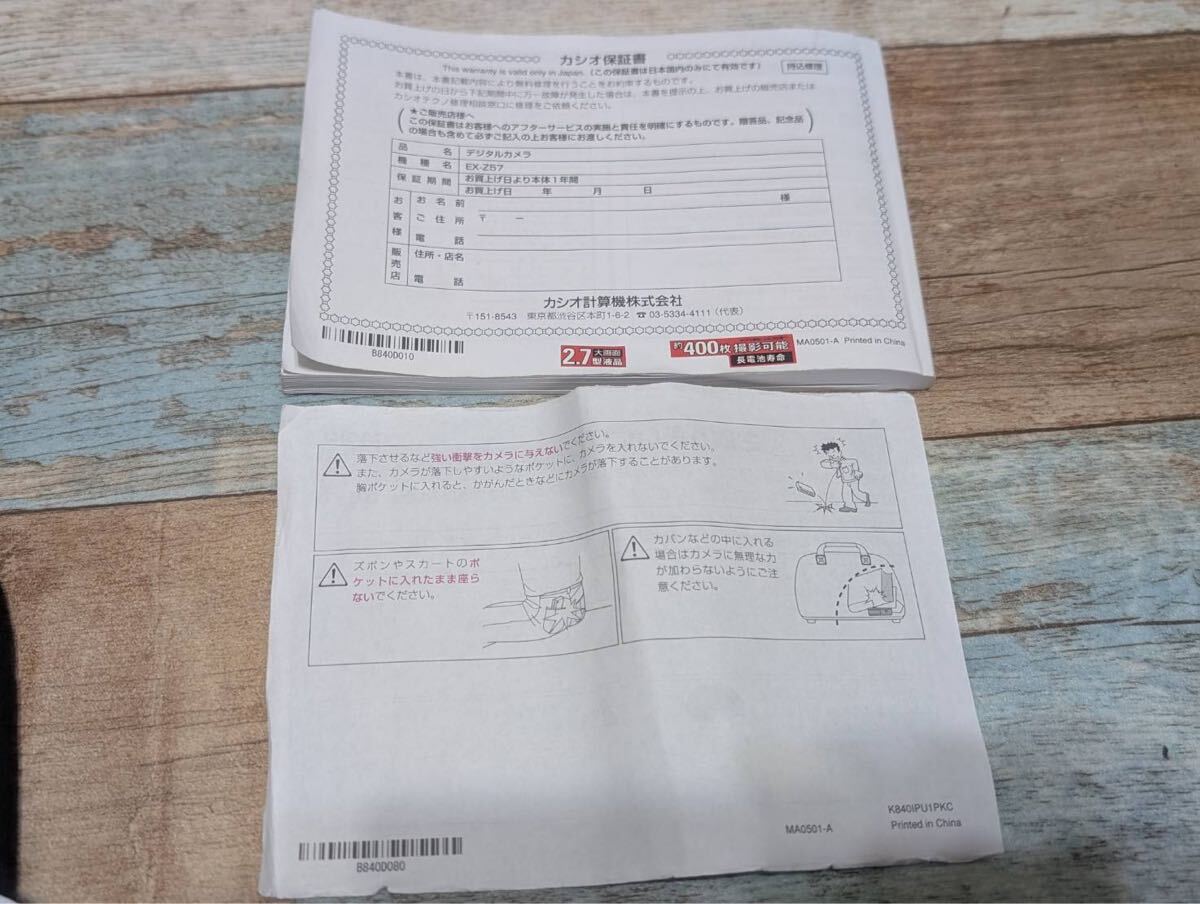 カシオ保証書
This warranty is valid only in Japan.(この保証書は日本国内のみにて有効です)
持込修理
本書は、本書記載内容により無料修理を行うことをお約束するものです。
お買上げの日から下記期間中に万一故障が発生した場合は、本書を提示の上、お買上げの販売店または
カシオテクノ修理相談窓口に修理をご依頼ください。
★ご販売店様へ
この保証書はお客様へのアフターサービスの実施と責任を明確にするものです。贈答品、記念品
の場合も含めて必ずご記入の上お客様にお渡しください。
品名 デジタルカメラ
機種名 EX-Z57
保証期間 お買上げ日より本体1年間
お買上げ日 年 月 日
お客様 お名前 様
ご住所 〒 ー
電話
販売店 住所・店名
電話
カシオ計算機株式会社
〒151-8543 東京都渋谷区本町1-6-2 ☎03-5334-4111(代表)
B840D010
2.7型 大画面液晶
約400枚撮影可能
長電池寿命
MA0501-A Printed in China
落下させるなど強い衝撃をカメラに与えないでください。
また、カメラが落下しやすいようなポケットに、カメラを入れないでください。
胸ポケットに入れると、かがんだときなどにカメラが落下することがあります。
ズボンやスカートのポ
ケットに入れたまま座ら
ないでください。
カバンなどの中に入れる
場合はカメラに無理な力
が加わらないようにご注
意ください。
K840IPU1PKC
MA0501-A Printed in China
B840D080